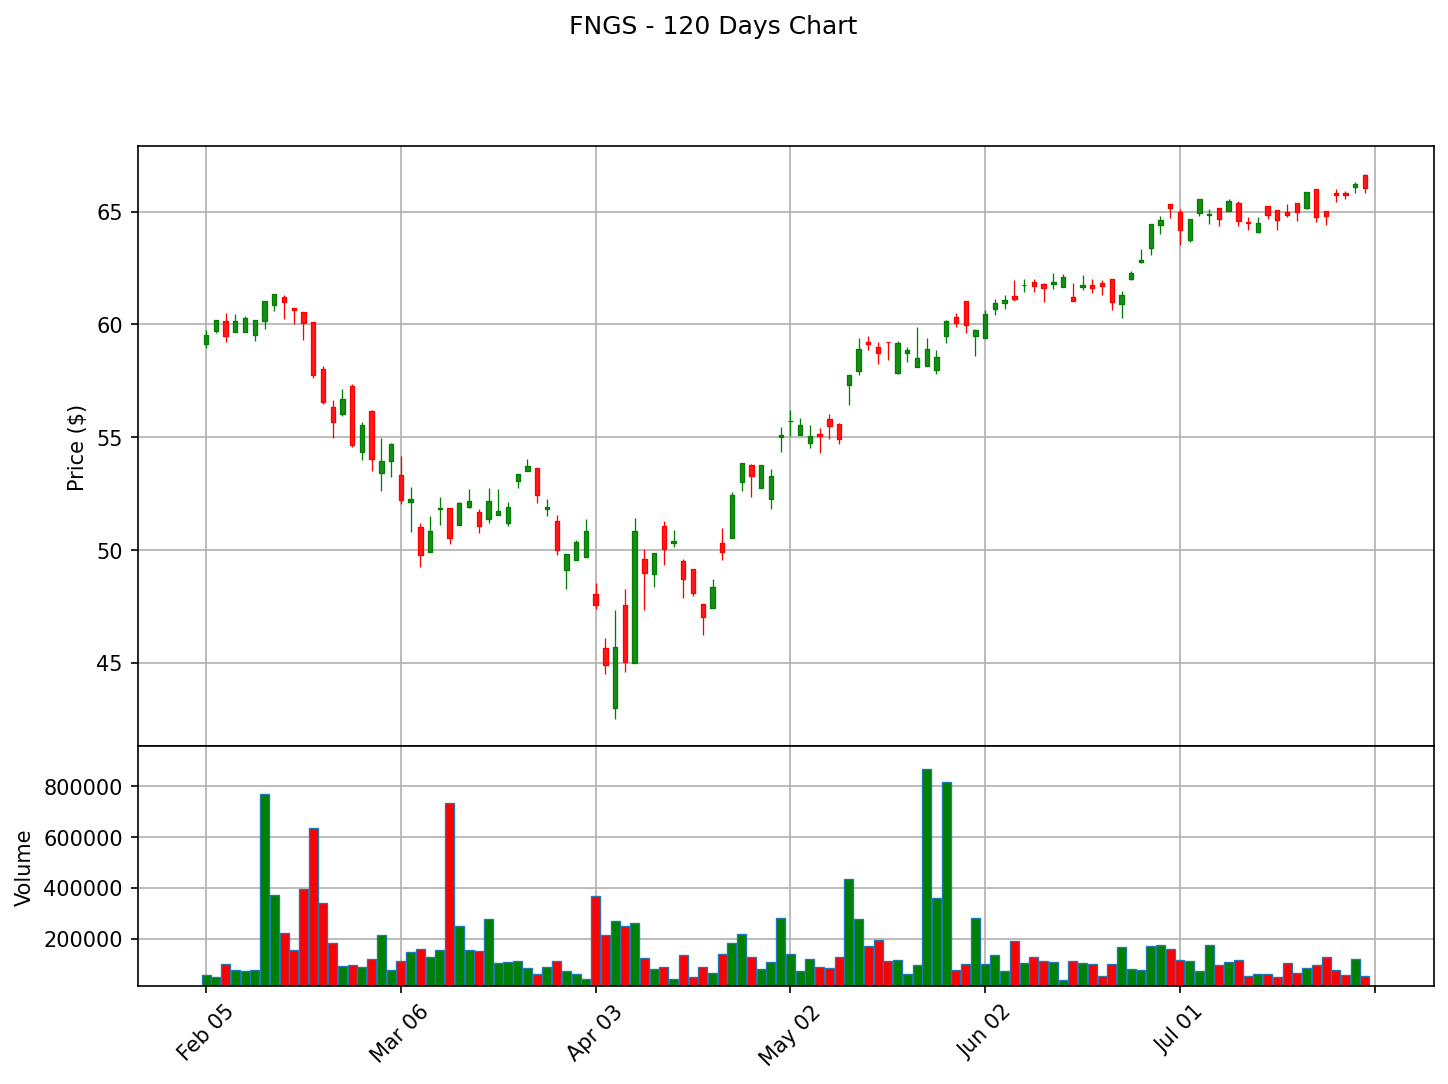 FNGS - 120 Days Chart
Price ($)
65
60
55
50
45
Volume
800000
600000
400000
200000
Feb 05
Mar 06
Apr 03
May 02
Jun 02
Jul 01